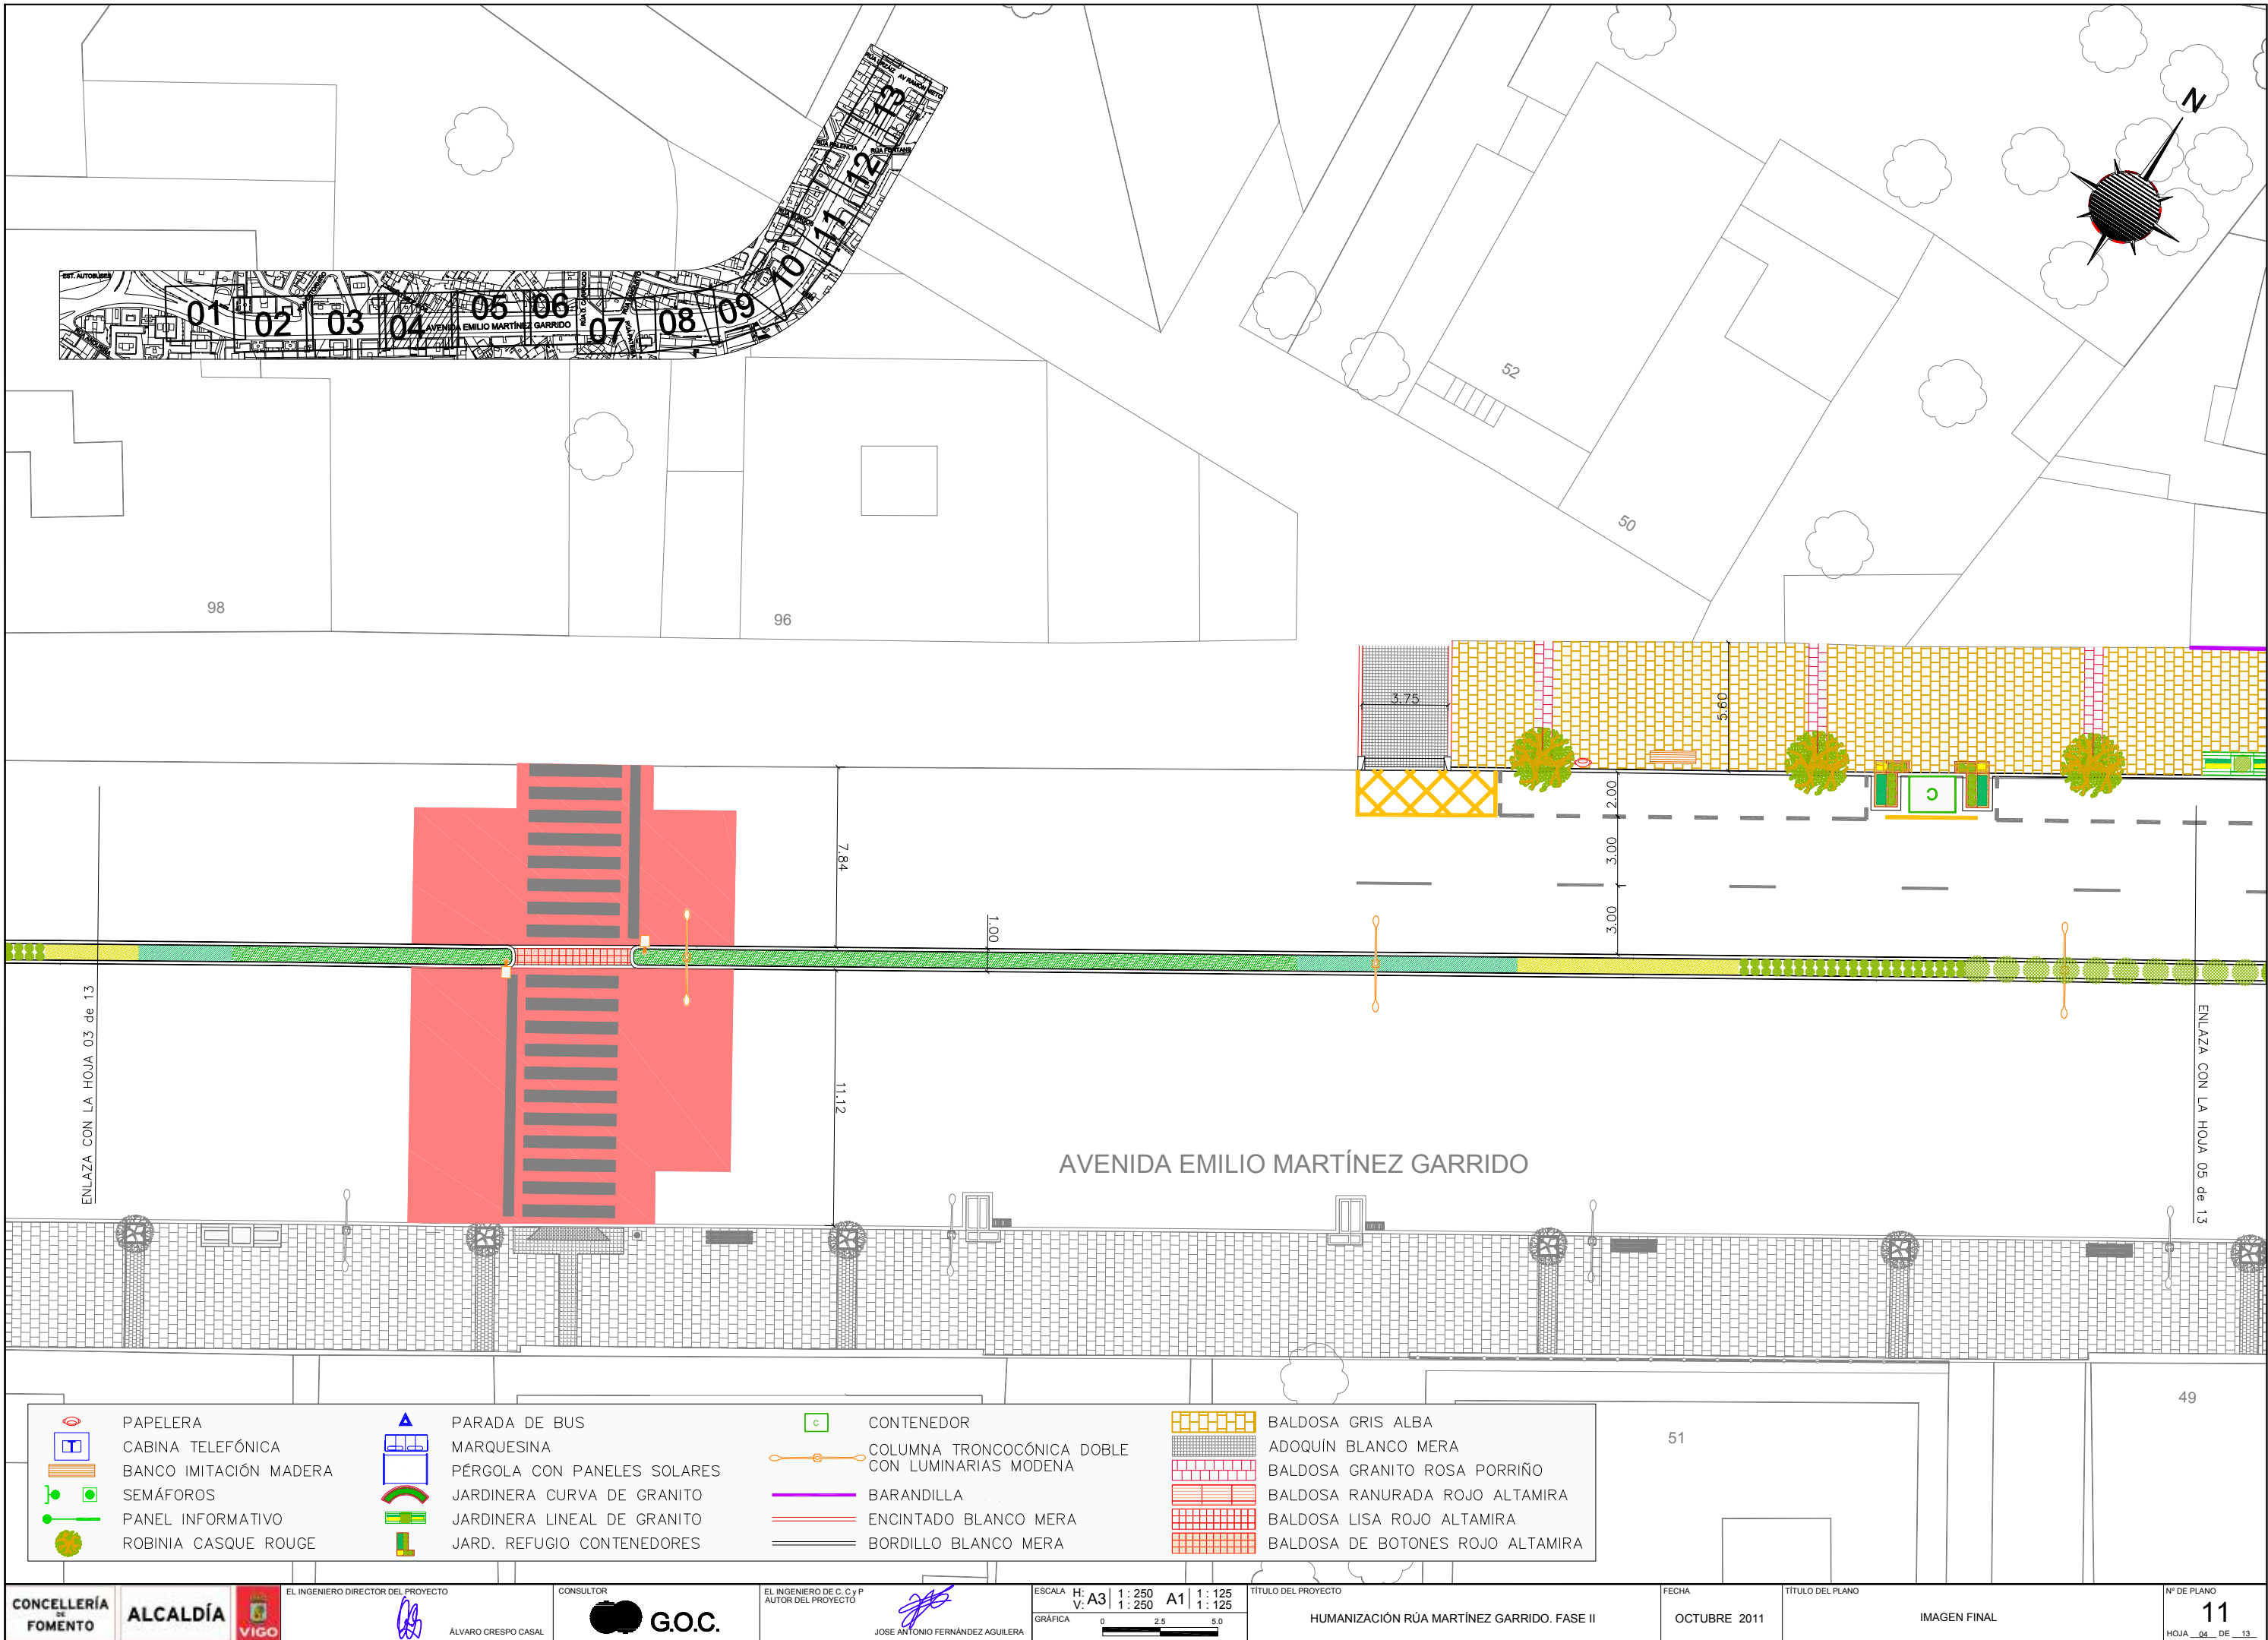 RÚA URZAIZ
AV RAMÓN NIETO
13
RÚA PALENCIA
12
11
10
EST. AUTOBUSES
01
02
03
04
05
06
07
08
09
AVENIDA EMILIO MARTÍNEZ GARRIDO
N
52
50
98
96
3.75
5.60
2.00
3.00
3.00
C
7.84
1.00
11.12
ENLAZA CON LA HOJA 03 de 13
ENLAZA CON LA HOJA 05 de 13
AVENIDA EMILIO MARTÍNEZ GARRIDO
49
51
PAPELERA
T CABINA TELEFÓNICA
BANCO IMITACIÓN MADERA
SEMÁFOROS
PANEL INFORMATIVO
ROBINIA CASQUE ROUGE
PARADA DE BUS
MARQUESINA
PÉRGOLA CON PANELES SOLARES
JARDINERA CURVA DE GRANITO
JARDINERA LINEAL DE GRANITO
JARD. REFUGIO CONTENEDORES
C CONTENEDOR
COLUMNA TRONCOCÓNICA DOBLE
CON LUMINARIAS MODENA
BARANDILLA
ENCINTADO BLANCO MERA
BORDILLO BLANCO MERA
BALDOSA GRIS ALBA
ADOQUÍN BLANCO MERA
BALDOSA GRANITO ROSA PORRIÑO
BALDOSA RANURADA ROJO ALTAMIRA
BALDOSA LISA ROJO ALTAMIRA
BALDOSA DE BOTONES ROJO ALTAMIRA
CONCELLERÍA
DE
FOMENTO
ALCALDÍA
VIGO
EL INGENIERO DIRECTOR DEL PROYECTO
ÁLVARO CRESPO CASAL
CONSULTOR
G.O.C.
EL INGENIERO DE C. C y P
AUTOR DEL PROYECTO
JOSE ANTONIO FERNÁNDEZ AGUILERA
ESCALA H: A3 1 : 250 A1 1 : 125
V: 1 : 250 1 : 125
GRÁFICA 0 2.5 5.0
TÍTULO DEL PROYECTO
HUMANIZACIÓN RÚA MARTÍNEZ GARRIDO. FASE II
FECHA
OCTUBRE 2011
TÍTULO DEL PLANO
IMAGEN FINAL
Nº DE PLANO
11
HOJA 04 DE 13